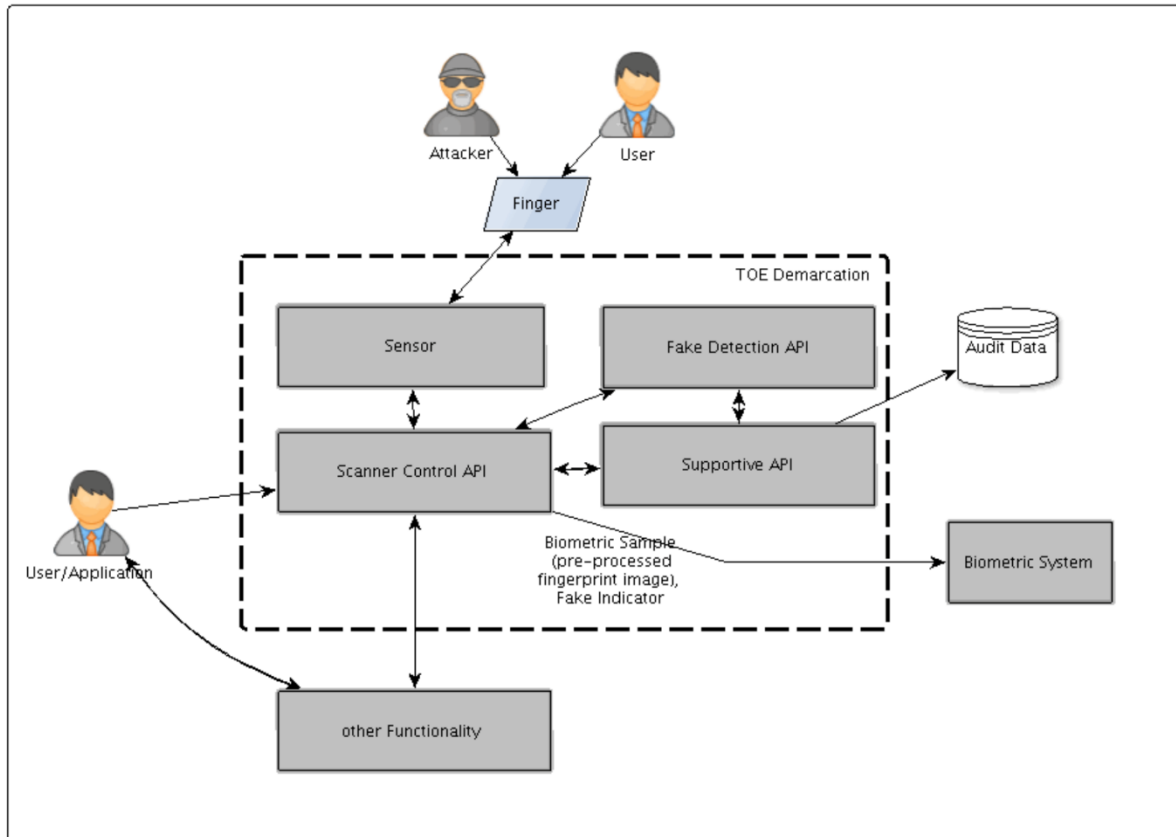 Attacker
User
Finger
TOE Demarcation
Sensor
Fake Detection API
Audit Data
Scanner Control API
Supportive API
User/Application
Biometric Sample
(pre-processed
fingerprint image),
Fake Indicator
Biometric System
other Functionality